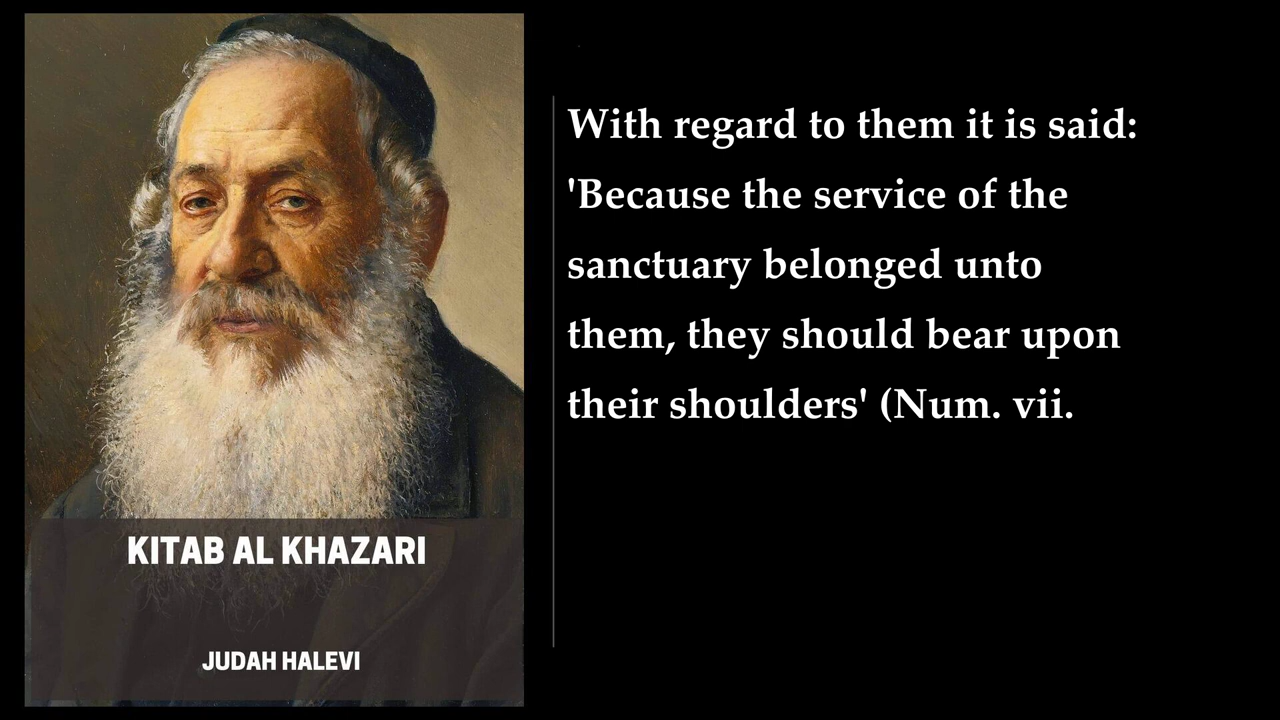 KITAB AL KHAZARI
JUDAH HALEVI
With regard to them it is said:
'Because the service of the
sanctuary belonged unto
them, they should bear upon
their shoulders' (Num. vii.